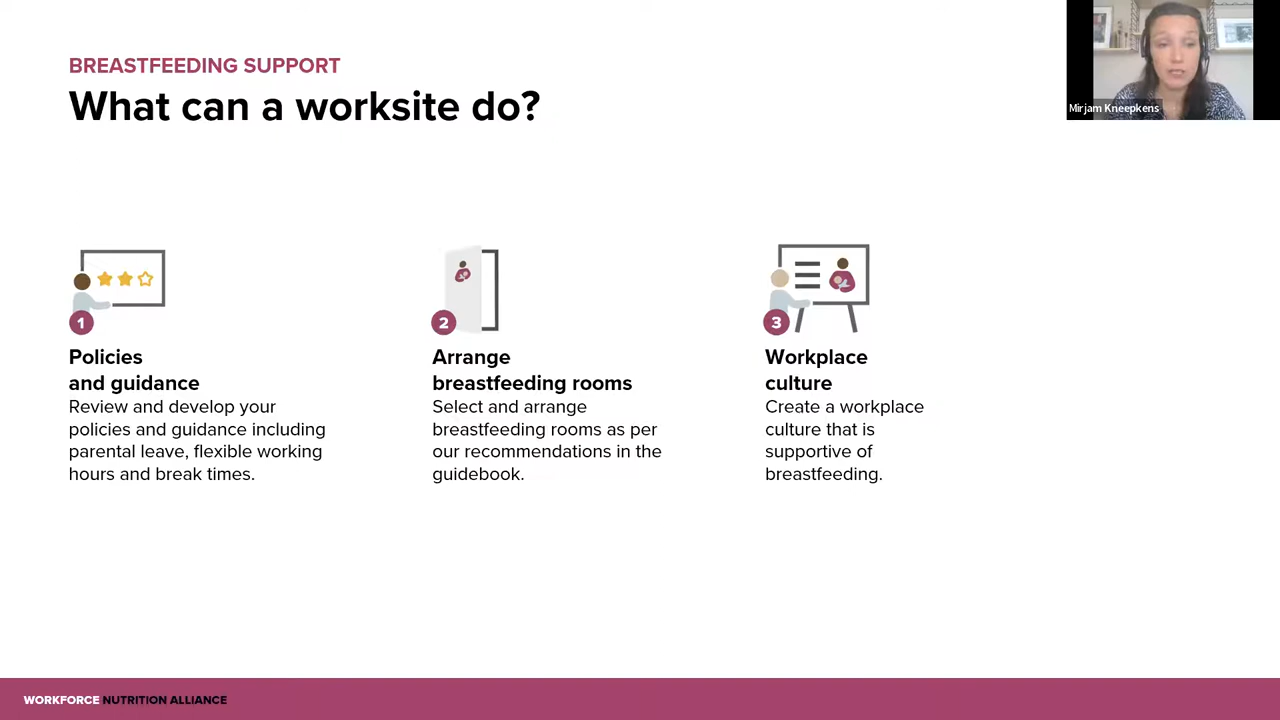 BREASTFEEDING SUPPORT
What can a worksite do?
Mirjam Kneepkens
1
Policies
and guidance
Review and develop your
policies and guidance including
parental leave, flexible working
hours and break times.
2
Arrange
breastfeeding rooms
Select and arrange
breastfeeding rooms as per
our recommendations in the
guidebook.
3
Workplace
culture
Create a workplace
culture that is
supportive of
breastfeeding.
WORKFORCE NUTRITION ALLIANCE